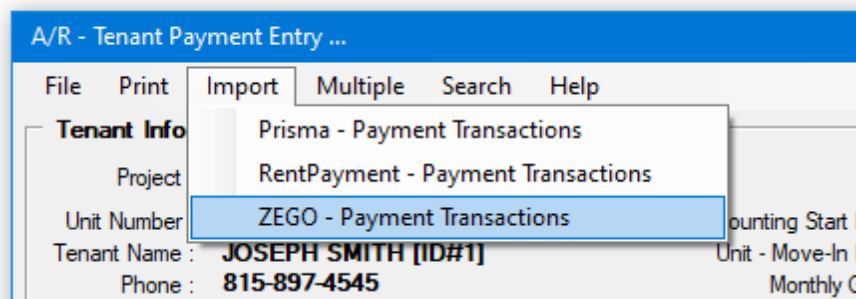 A/R - Tenant Payment Entry ...
File Print Import Multiple Search Help
Tenant Info
Prisma - Payment Transactions
Project
RentPayment - Payment Transactions
Unit Number
ZEGO - Payment Transactions
ounting Start
Tenant Name : JOSEPH SMITH [ID#1]
Unit - Move-In
Phone : 815-897-4545
Monthly